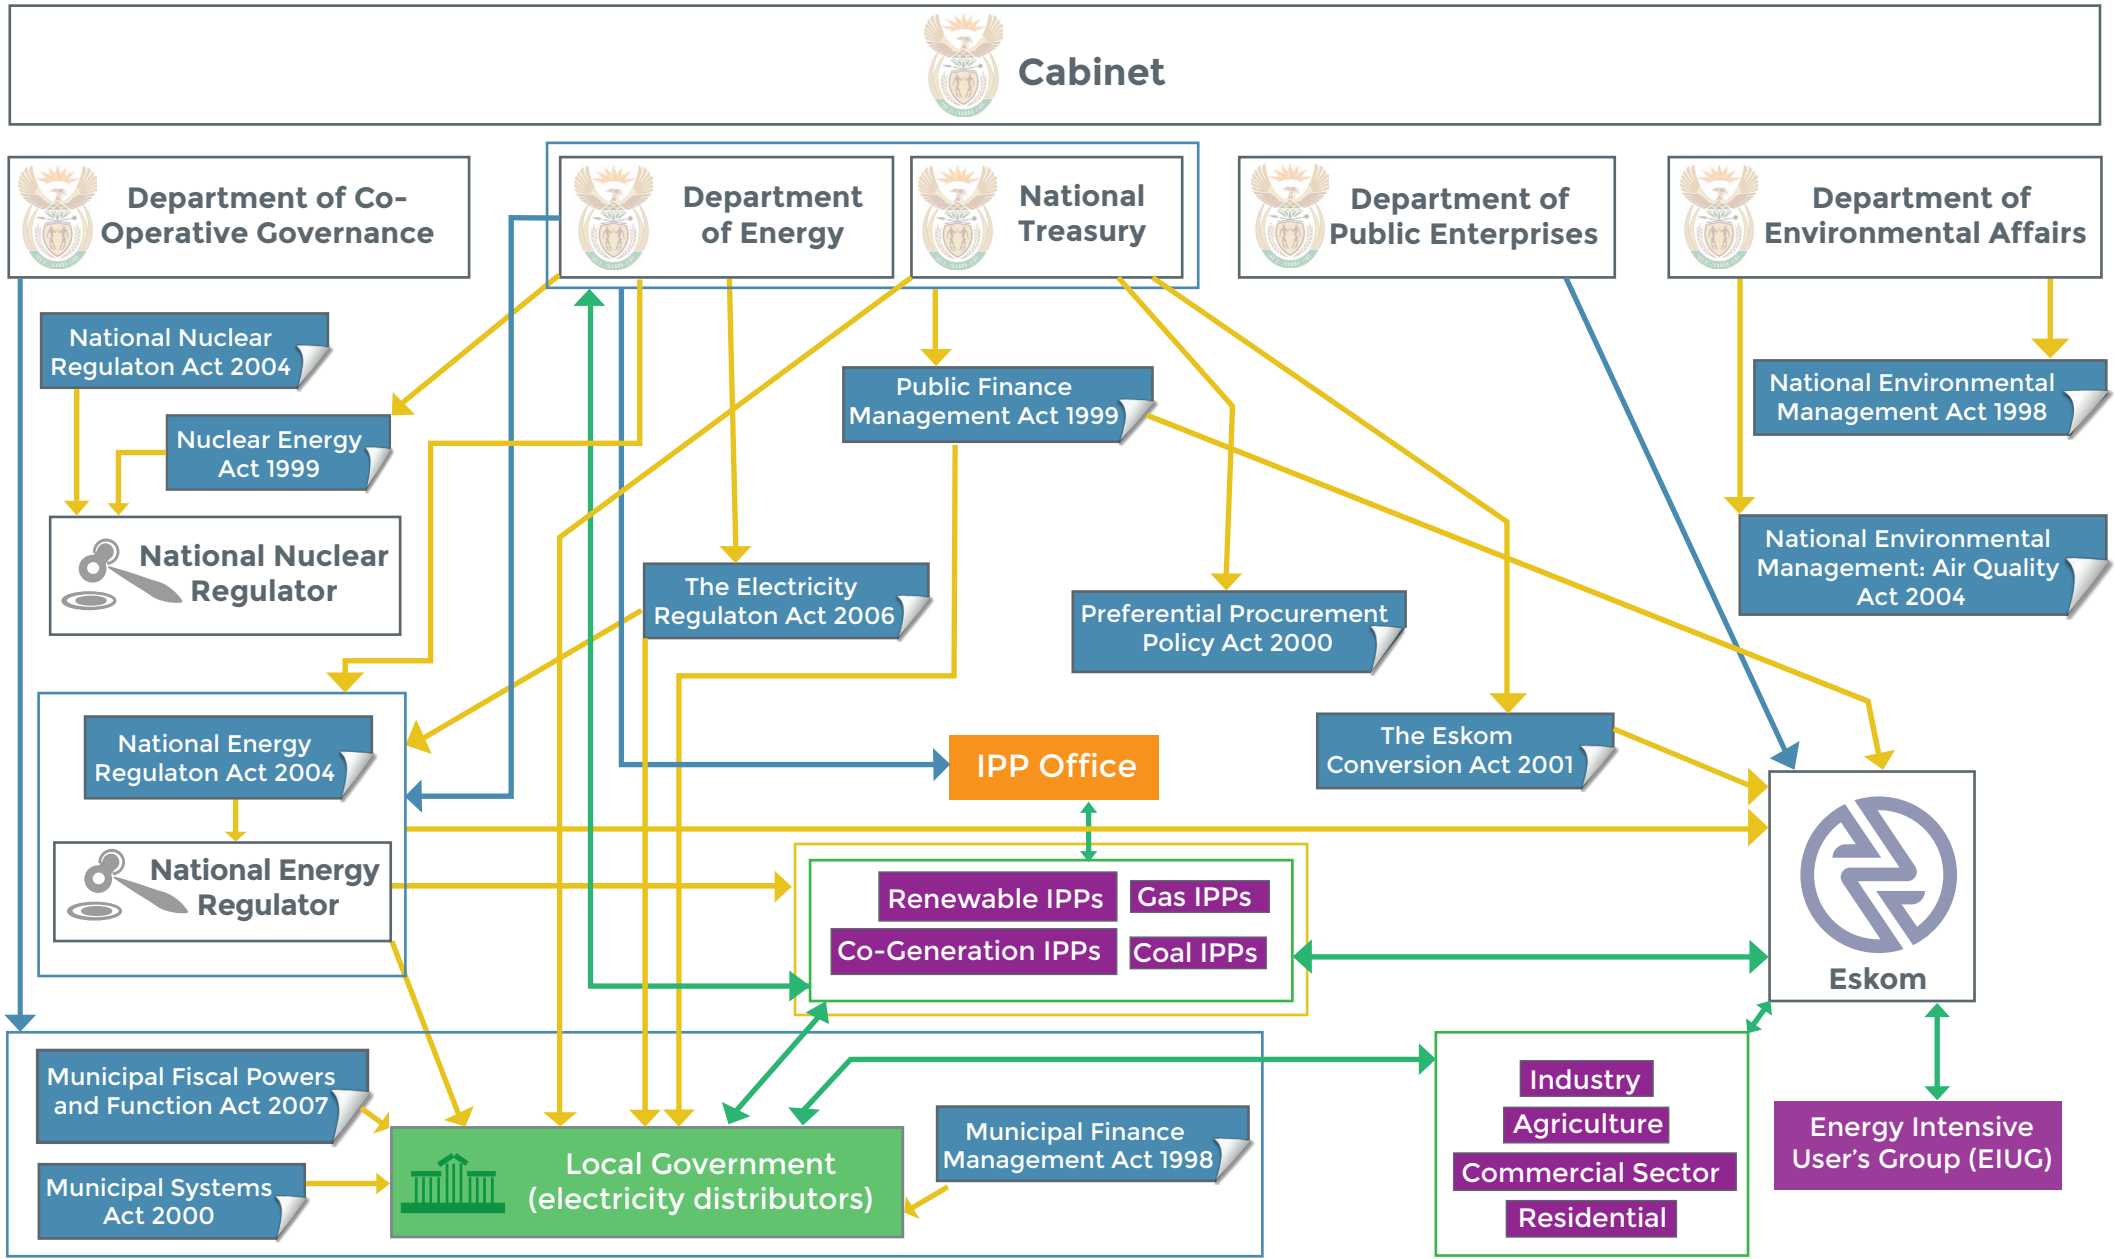 Cabinet
Department of Co-
Operative Governance
Department
of Energy
National
Treasury
Department of
Public Enterprises
Department of
Environmental Affairs
National Nuclear
Regulaton Act 2004
Nuclear Energy
Act 1999
Public Finance
Management Act 1999
National Environmental
Management Act 1998
National Nuclear
Regulator
The Electricity
Regulaton Act 2006
Preferential Procurement
Policy Act 2000
National Environmental
Management: Air Quality
Act 2004
National Energy
Regulaton Act 2004
IPP Office
The Eskom
Conversion Act 2001
National Energy
Regulator
Renewable IPPs
Gas IPPs
Co-Generation IPPs
Coal IPPs
Eskom
Municipal Fiscal Powers
and Function Act 2007
Municipal Systems
Act 2000
Local Government
(electricity distributors)
Municipal Finance
Management Act 1998
Industry
Agriculture
Commercial Sector
Residential
Energy Intensive
User's Group (EIUG)